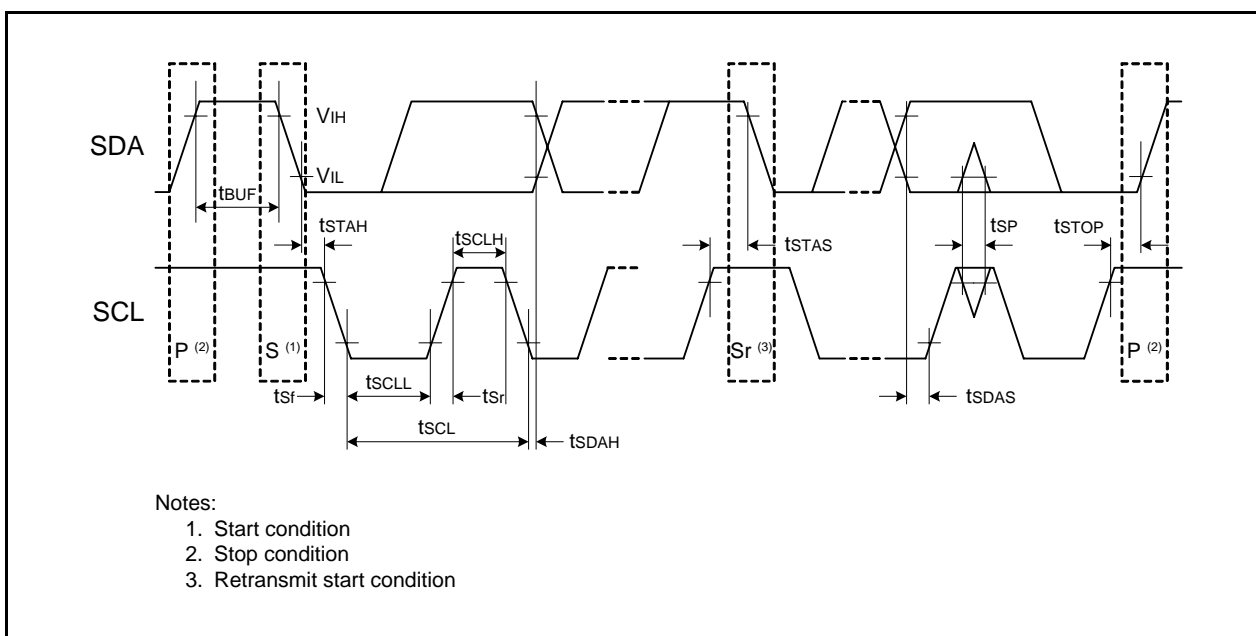 SDA
VIH
VIL
tBUF
tSTAH
tSCLH
tSTAS
tSP
tSTOP
SCL
P (2)
S (1)
Sr (3)
P (2)
tSf
tSCLL
tSr
tSDAS
tSCL
tSDAH
Notes:
1. Start condition
2. Stop condition
3. Retransmit start condition